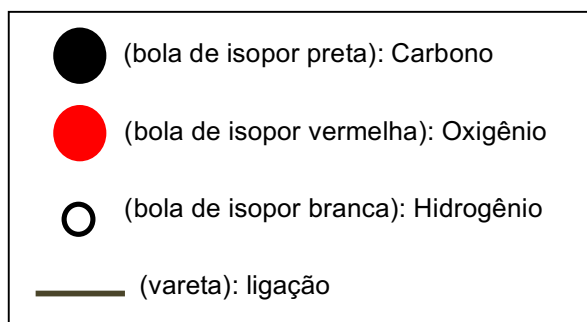 (bola de isopor preta): Carbono
(bola de isopor vermelha): Oxigênio
(bola de isopor branca): Hidrogênio
(vareta): ligação